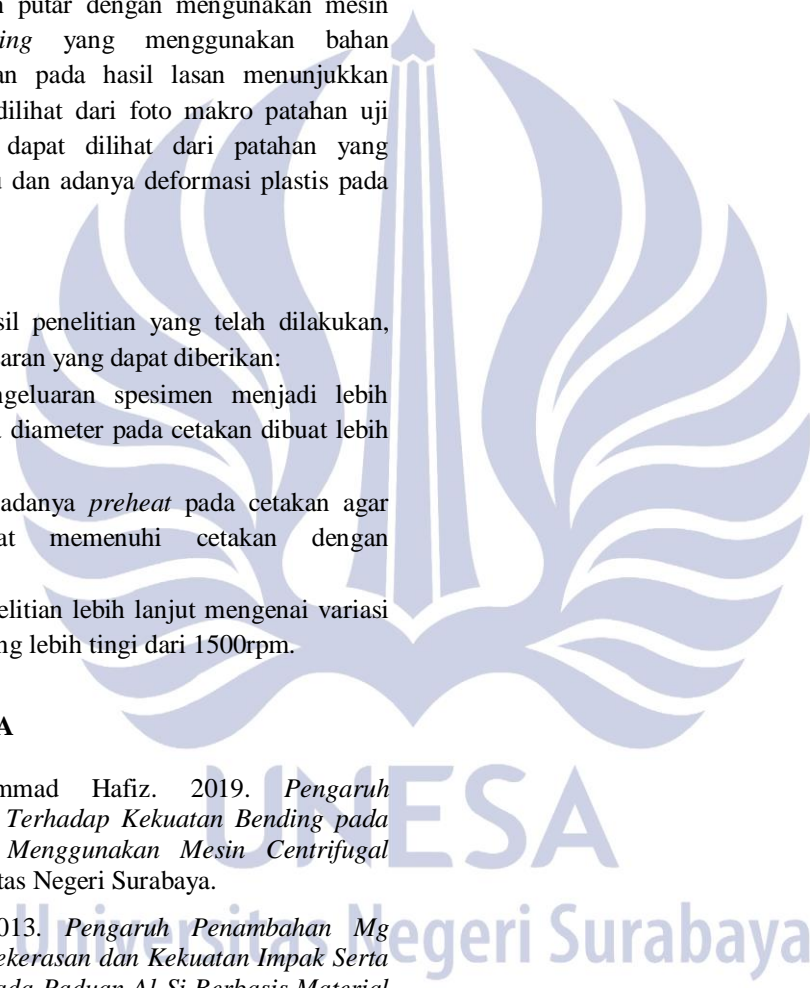 n putar dengan mengunakan mesin
ing yang menggunakan bahan
an pada hasil lasan menunjukkan
dilihat dari foto makro patahan uji
dapat dilihat dari patahan yang
dan adanya deformasi plastis pada
sil penelitian yang telah dilakukan,
aran yang dapat diberikan:
ngeluaran spesimen menjadi lebih
diameter pada cetakan dibuat lebih
adanya preheat pada cetakan agar
at memenuhi cetakan dengan
elitian lebih lanjut mengenai variasi
ng lebih tingi dari 1500rpm.
A
mmad Hafiz. 2019. Pengaruh
Terhadap Kekuatan Bending pada
Menggunakan Mesin Centrifugal
tas Negeri Surabaya.
013. Pengaruh Penambahan Mg
ekerasan dan Kekuatan Impak Serta
ada Paduan Al-Si Berbasis Material
UNESA
Universitas Negeri Surabaya